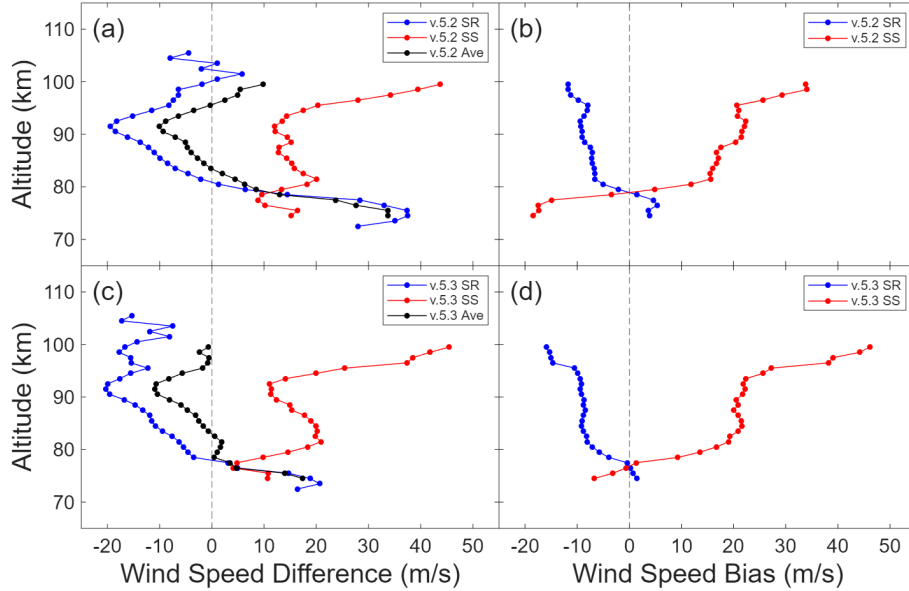 (a)
v.5.2 SR
v.5.2 SS
v.5.2 Ave
(b)
v.5.2 SR
v.5.2 SS
110
100
90
80
70
Altitude (km)
(c)
v.5.3 SR
v.5.3 SS
v.5.3 Ave
(d)
v.5.3 SR
v.5.3 SS
110
100
90
80
70
Altitude (km)
-20 -10 0 10 20 30 40 50
-20 -10 0 10 20 30 40 50
Wind Speed Difference (m/s)
Wind Speed Bias (m/s)